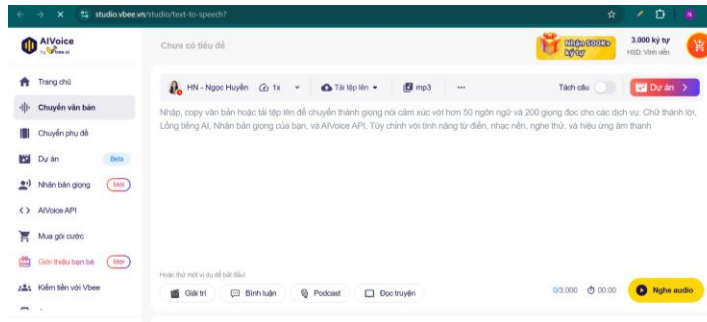 studio.vbee.vn/studio/text-to-speech?
AIVoice
by Vbee.ai
Chưa có tiêu đề
Nhận 500K+
ký tự
3.000 ký tự
HSD: Vĩnh viễn
Trang chủ
Chuyển văn bản
Chuyển phụ đề
Dự án Beta
Nhân bản giọng Mới
AIVoice API
Mua gói cước
Giới thiệu bạn bè Mới
Kiếm tiền với Vbee
HN - Ngọc Huyền 1x Tải tệp lên mp3 ... Tách câu Dự án >
Nhập, copy văn bản hoặc tải tệp lên để chuyển thành giọng nói cảm xúc với hơn 50 ngôn ngữ và 200 giọng đọc cho các dịch vụ: Chữ thành lời,
Lồng tiếng AI, Nhân bản giọng của bạn, và AIVoice API. Tùy chỉnh với tính năng từ điển, nhạc nền, nghe thử, và hiệu ứng âm thanh
Hoặc thử một ví dụ để bắt đầu!
Giải trí Bình luận Podcast Đọc truyện
0/3.000 00:00 Nghe audio